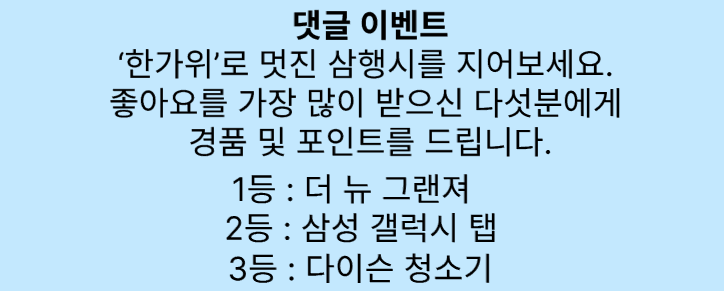 댓글 이벤트
‘한가위’로 멋진 삼행시를 지어보세요.
좋아요를 가장 많이 받으신 다섯분에게
경품 및 포인트를 드립니다.
1등 : 더 뉴 그랜져
2등 : 삼성 갤럭시 탭
3등 : 다이슨 청소기